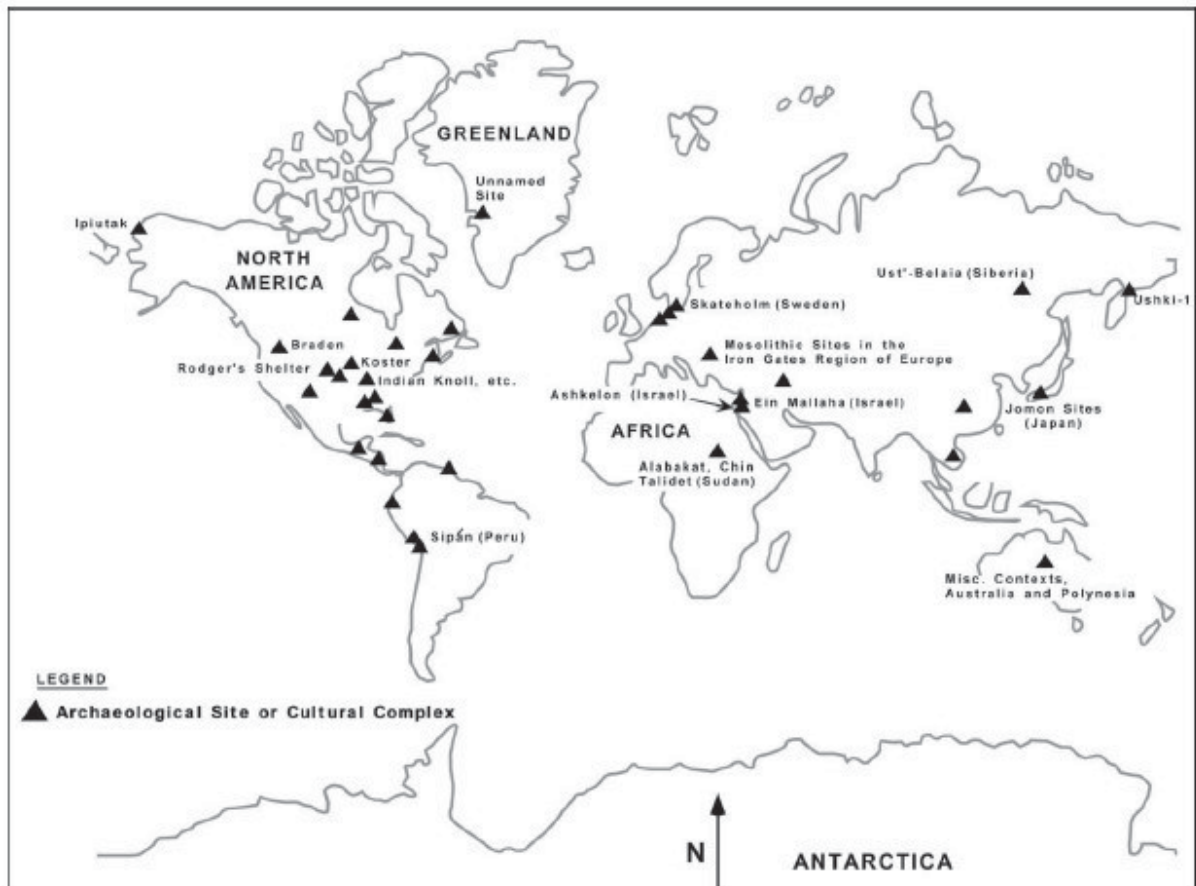 GREENLAND
Unnamed
Site
Ipiutak
NORTH
AMERICA
Ust'-Belaia (Siberia)
Ushki-1
Skateholm (Sweden)
Braden
Mesolithic Sites in the
Iron Gates Region of Europe
Koster
Rodger's Shelter
Indian Knoll, etc.
Ashkelon (Israel)
Ein Mallaha (Israel)
Jomon Sites
(Japan)
AFRICA
Alabakat, Chin
Talidet (Sudan)
Sipán (Peru)
Misc. Contexts,
Australia and Polynesia
LEGEND
Archaeological Site or Cultural Complex
N
ANTARCTICA